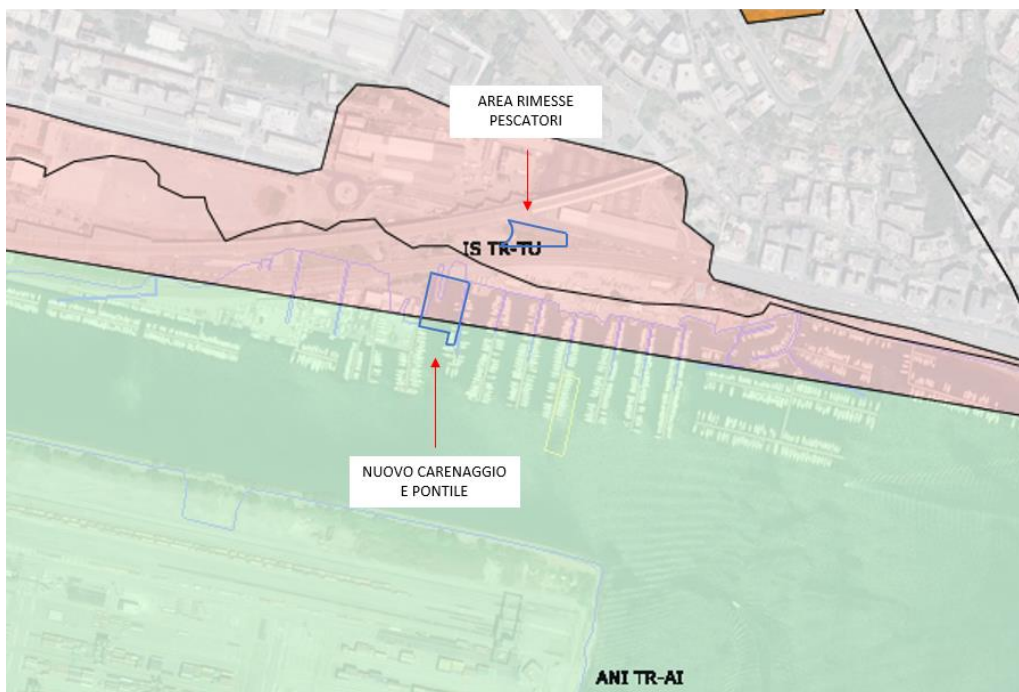 AREA RIMESSE
PESCATORI
IS TR-TU
NUOVO CARENAGGIO
E PONTILE
ANI TR-AI